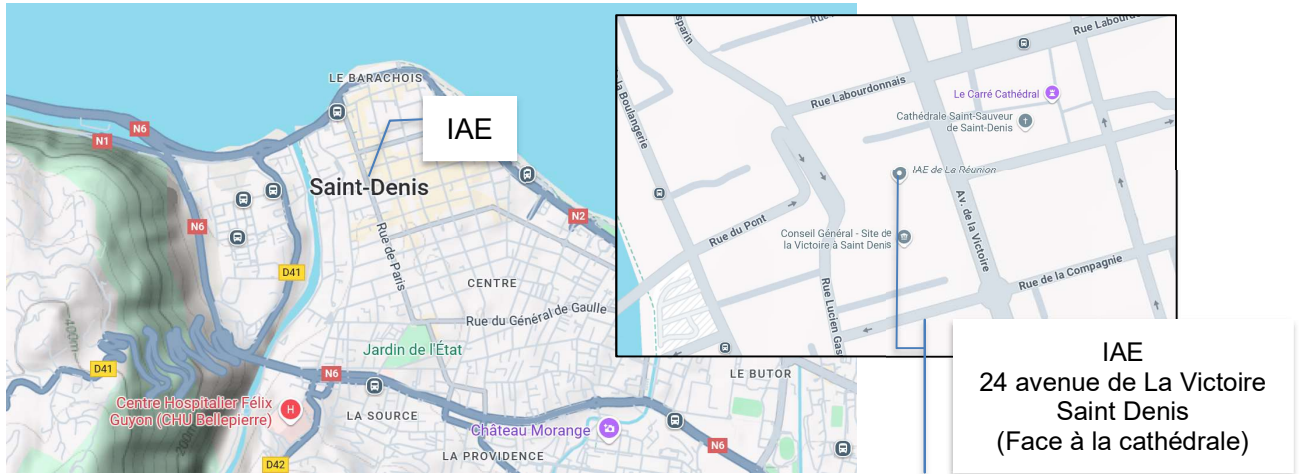 LE BARACHOIS
IAE
N6
N1
Saint-Denis
N6
N2
D41
Rue de Paris
CENTRE
Rue du Général de Gaulle
Jardin de l'État
400m
D41
N6
LE BUTOR
Centre Hospitalier Félix
Guyon (CHU Bellepierre)
H
LA SOURCE
Château Morange
N6
200m
LA PROVIDENCE
D42
sparin
Rue Labourdon
la Boulangerie
Rue Labourdonnais
Le Carré Cathédral
Cathédrale Saint-Sauveur
de Saint-Denis
IAE de La Réunion
Rue du Pont
Conseil Général - Site de
la Victoire à Saint Denis
Av. de la Victoire
Rue de la Compagnie
Rue Lucien Gas
IAE
24 avenue de La Victoire
Saint Denis
(Face à la cathédrale)